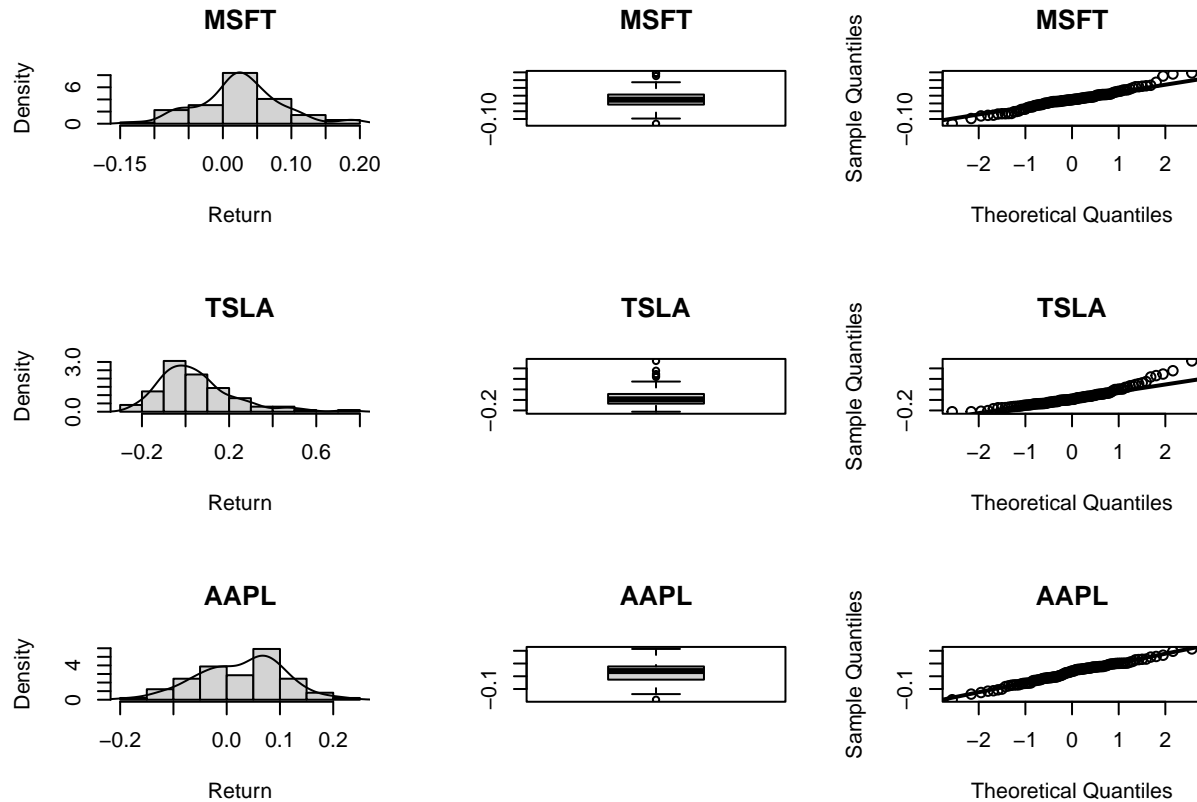 MSFT
Density
0 6
−0.15 0.00 0.10 0.20
Return
MSFT
−0.10
MSFT
Sample Quantiles
−0.10
−2 −1 0 1 2
Theoretical Quantiles
TSLA
Density
0.0 3.0
−0.2 0.2 0.6
Return
TSLA
−0.2
TSLA
Sample Quantiles
−0.2
−2 −1 0 1 2
Theoretical Quantiles
AAPL
Density
0 4
−0.2 0.0 0.1 0.2
Return
AAPL
−0.1
AAPL
Sample Quantiles
−0.1
−2 −1 0 1 2
Theoretical Quantiles